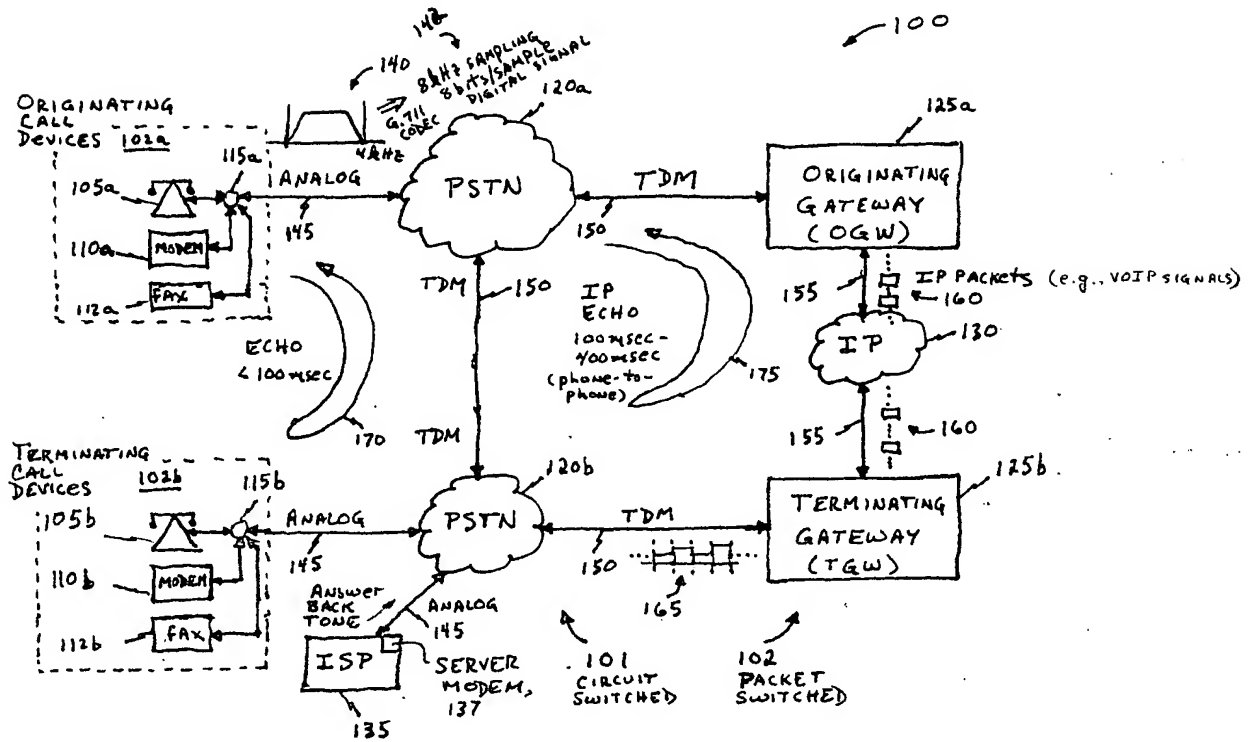 142
100
140
8kHz SAMPLING
8bits/SAMPLE
DIGITAL SIGNAL
G.711
CODEC
4kHz
120a
125a
ORIGINATING
CALL
DEVICES 102a
115a
105a
110a
MODEM
112a
FAX
ANALOG
145
PSTN
TDM
150
ORIGINATING
GATEWAY
(OGW)
TDM
150
155
IP PACKETS (e.g., VOIP SIGNALS)
160
IP
130
ECHO
<100msec
170
IP
ECHO
100msec-
400msec
(phone-to-
phone)
175
155
160
TDM
120b
125b
TERMINATING
CALL
DEVICES 102b
115b
105b
110b
MODEM
112b
FAX
ANALOG
145
PSTN
TDM
150
165
TERMINATING
GATEWAY
(TGW)
ANSWER
BACK
TONE
ANALOG
145
ISP
135
SERVER
MODEM,
137
101
CIRCUIT
SWITCHED
102
PACKET
SWITCHED